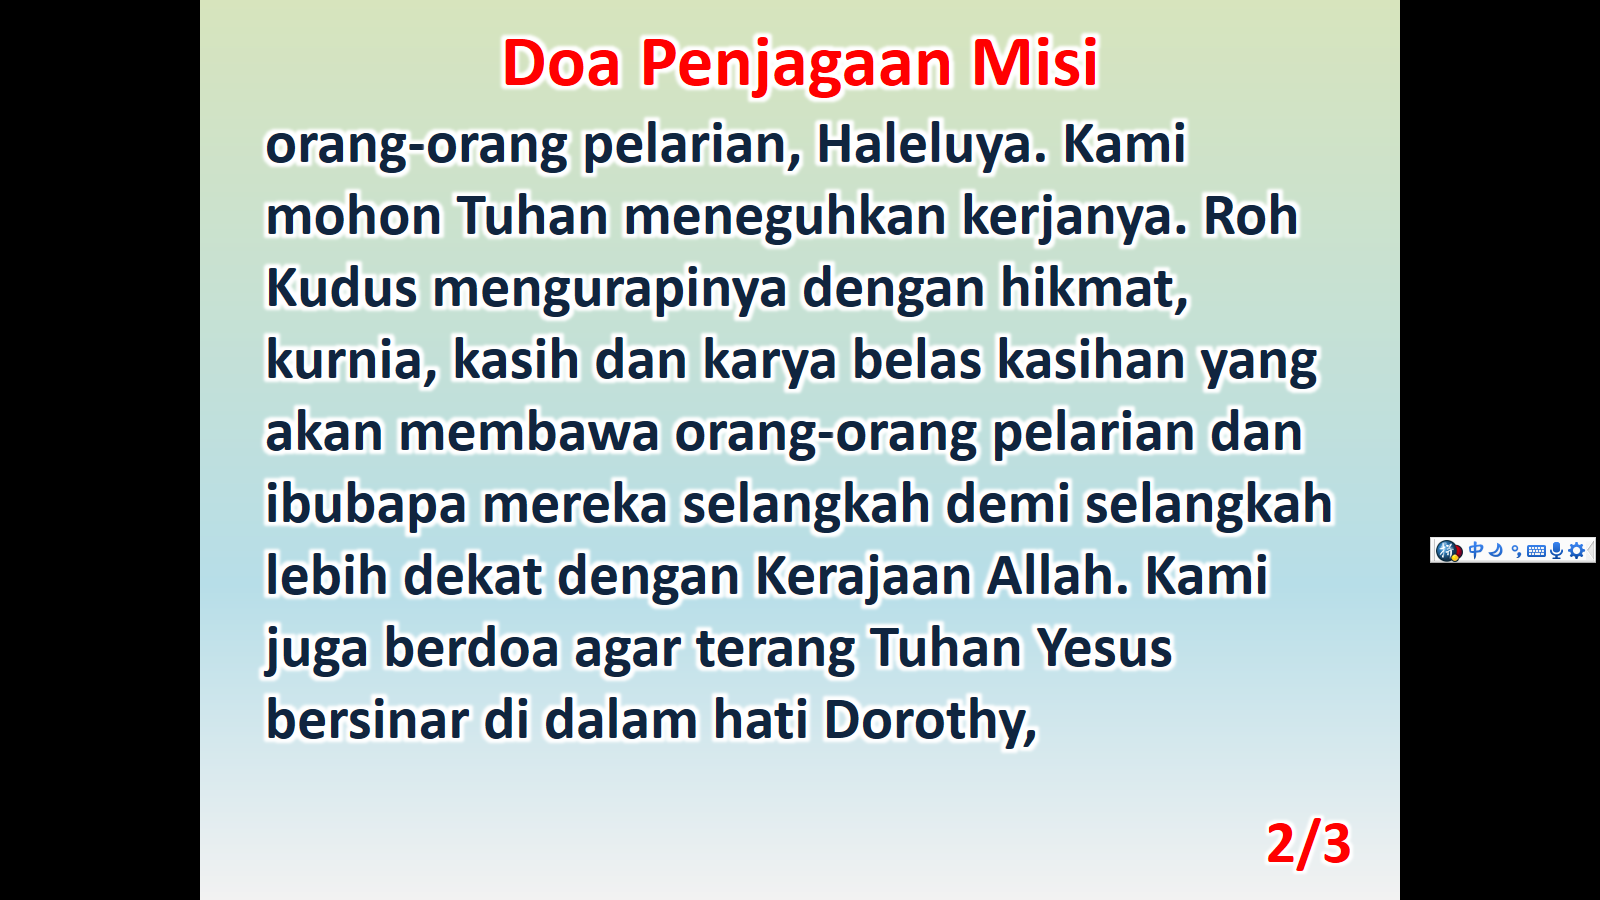 Doa Penjagaan Misi
orang-orang pelarian, Haleluya. Kami
mohon Tuhan meneguhkan kerjanya. Roh
Kudus mengurapinya dengan hikmat,
kurnia, kasih dan karya belas kasihan yang
akan membawa orang-orang pelarian dan
ibubapa mereka selangkah demi selangkah
lebih dekat dengan Kerajaan Allah. Kami
juga berdoa agar terang Tuhan Yesus
bersinar di dalam hati Dorothy,
2/3
拼 中